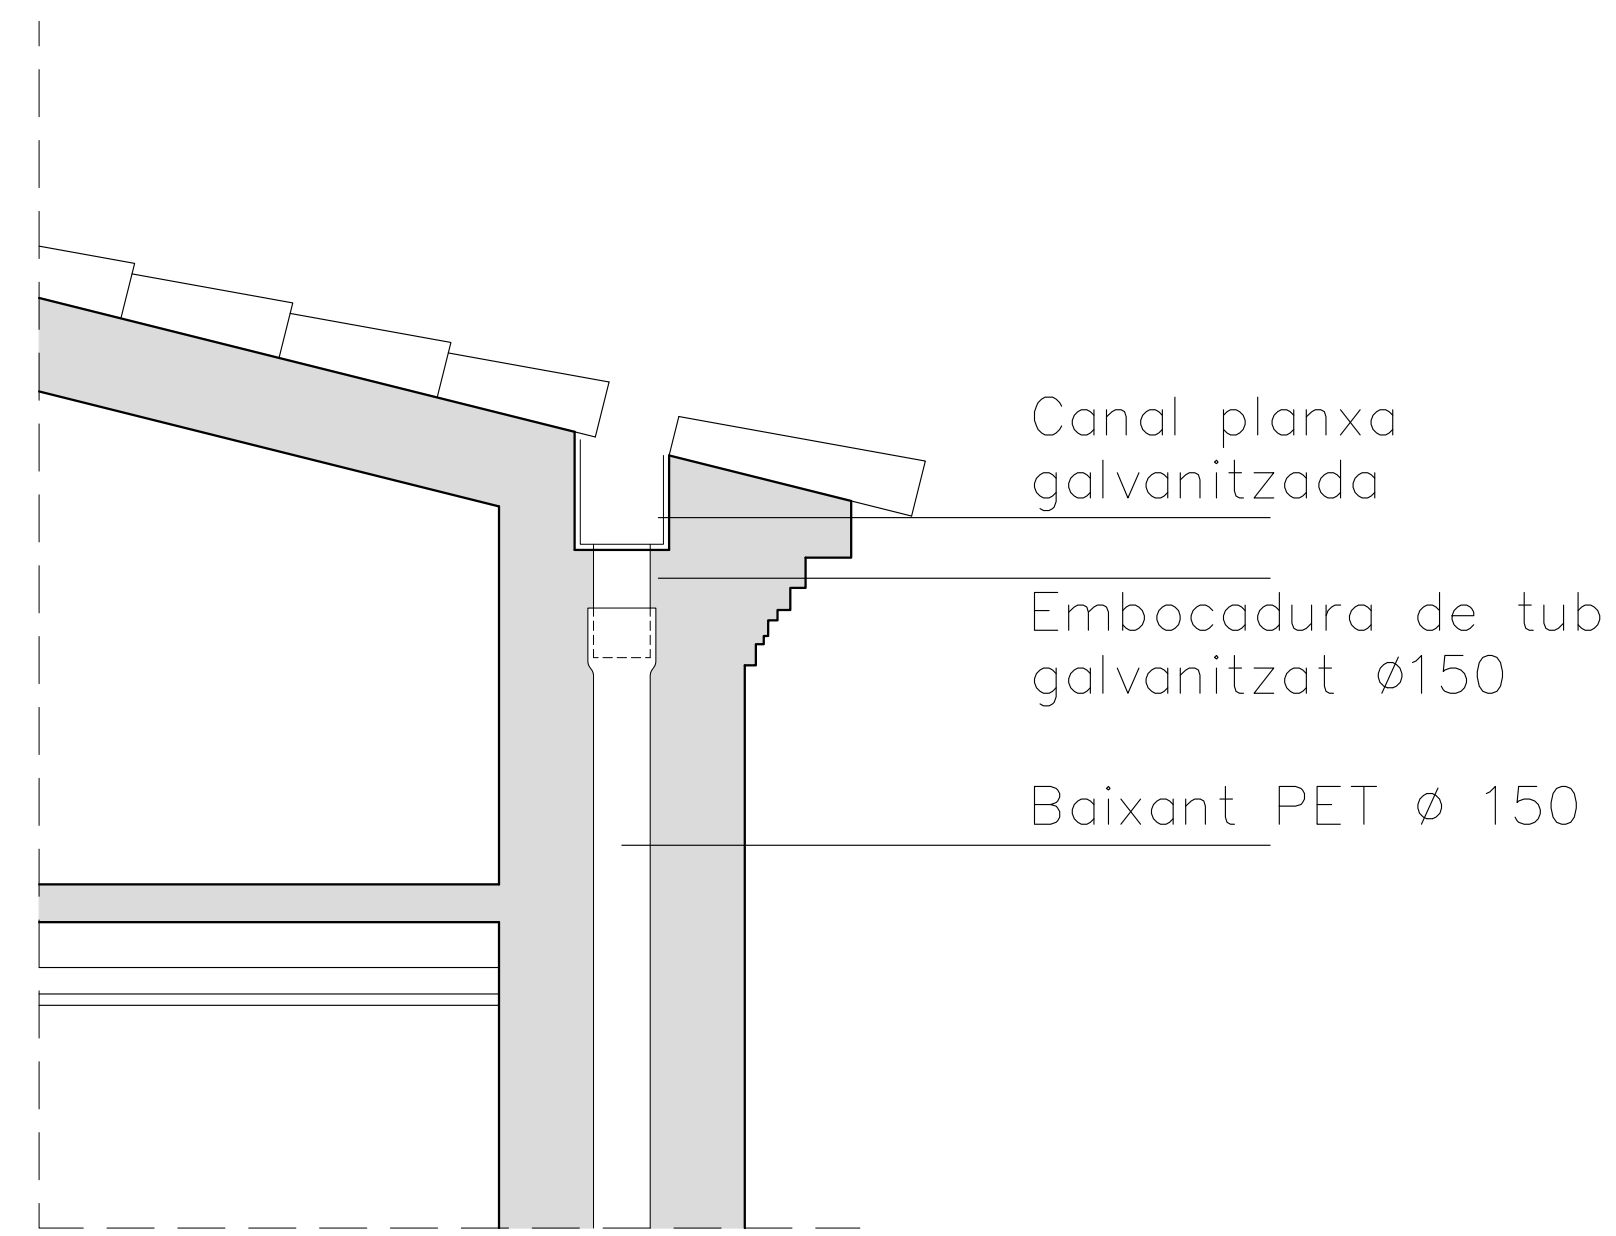 Canal planxa
galvanitzada
Embocadura de tub
galvanitzat Ø150
Baixant PET Ø 150